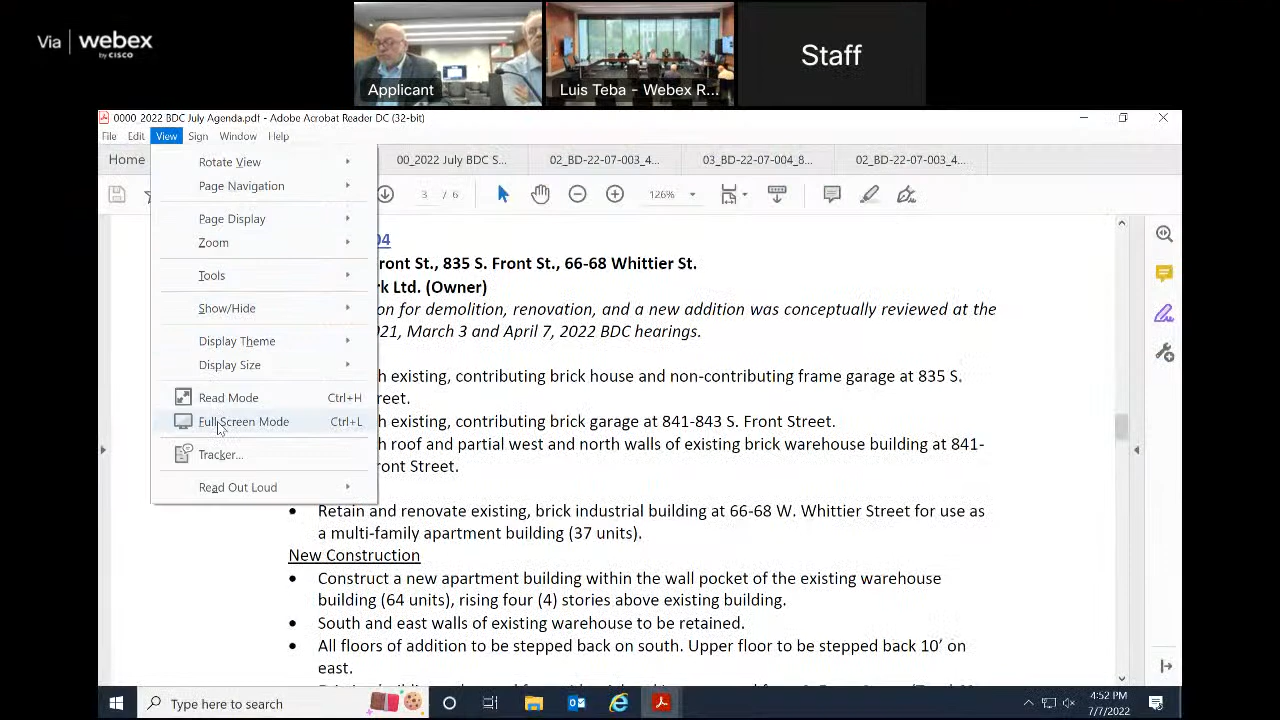 Via | webex
by CISCO
Applicant
Luis Teba - Webex R...
Staff
0000_2022 BDC July Agenda.pdf - Adobe Acrobat Reader DC (32-bit)
File Edit View Sign Window Help
Home
00_2022 July BDC S...
02_BD-22-07-003_4...
03_BD-22-07-004_8...
02_BD-22-07-003_4...
3 / 6
126%
Rotate View
Page Navigation
Page Display
Zoom
Tools
Show/Hide
Display Theme
Display Size
Read Mode Ctrl+H
Full Screen Mode Ctrl+L
Tracker...
Read Out Loud
04
ront St., 835 S. Front St., 66-68 Whittier St.
rk Ltd. (Owner)
on for demolition, renovation, and a new addition was conceptually reviewed at the
021, March 3 and April 7, 2022 BDC hearings.
h existing, contributing brick house and non-contributing frame garage at 835 S.
reet.
h existing, contributing brick garage at 841-843 S. Front Street.
h roof and partial west and north walls of existing brick warehouse building at 841-
ront Street.
• Retain and renovate existing, brick industrial building at 66-68 W. Whittier Street for use as
a multi-family apartment building (37 units).
New Construction
• Construct a new apartment building within the wall pocket of the existing warehouse
building (64 units), rising four (4) stories above existing building.
• South and east walls of existing warehouse to be retained.
• All floors of addition to be stepped back on south. Upper floor to be stepped back 10’ on
east.
Type here to search
4:52 PM
7/7/2022